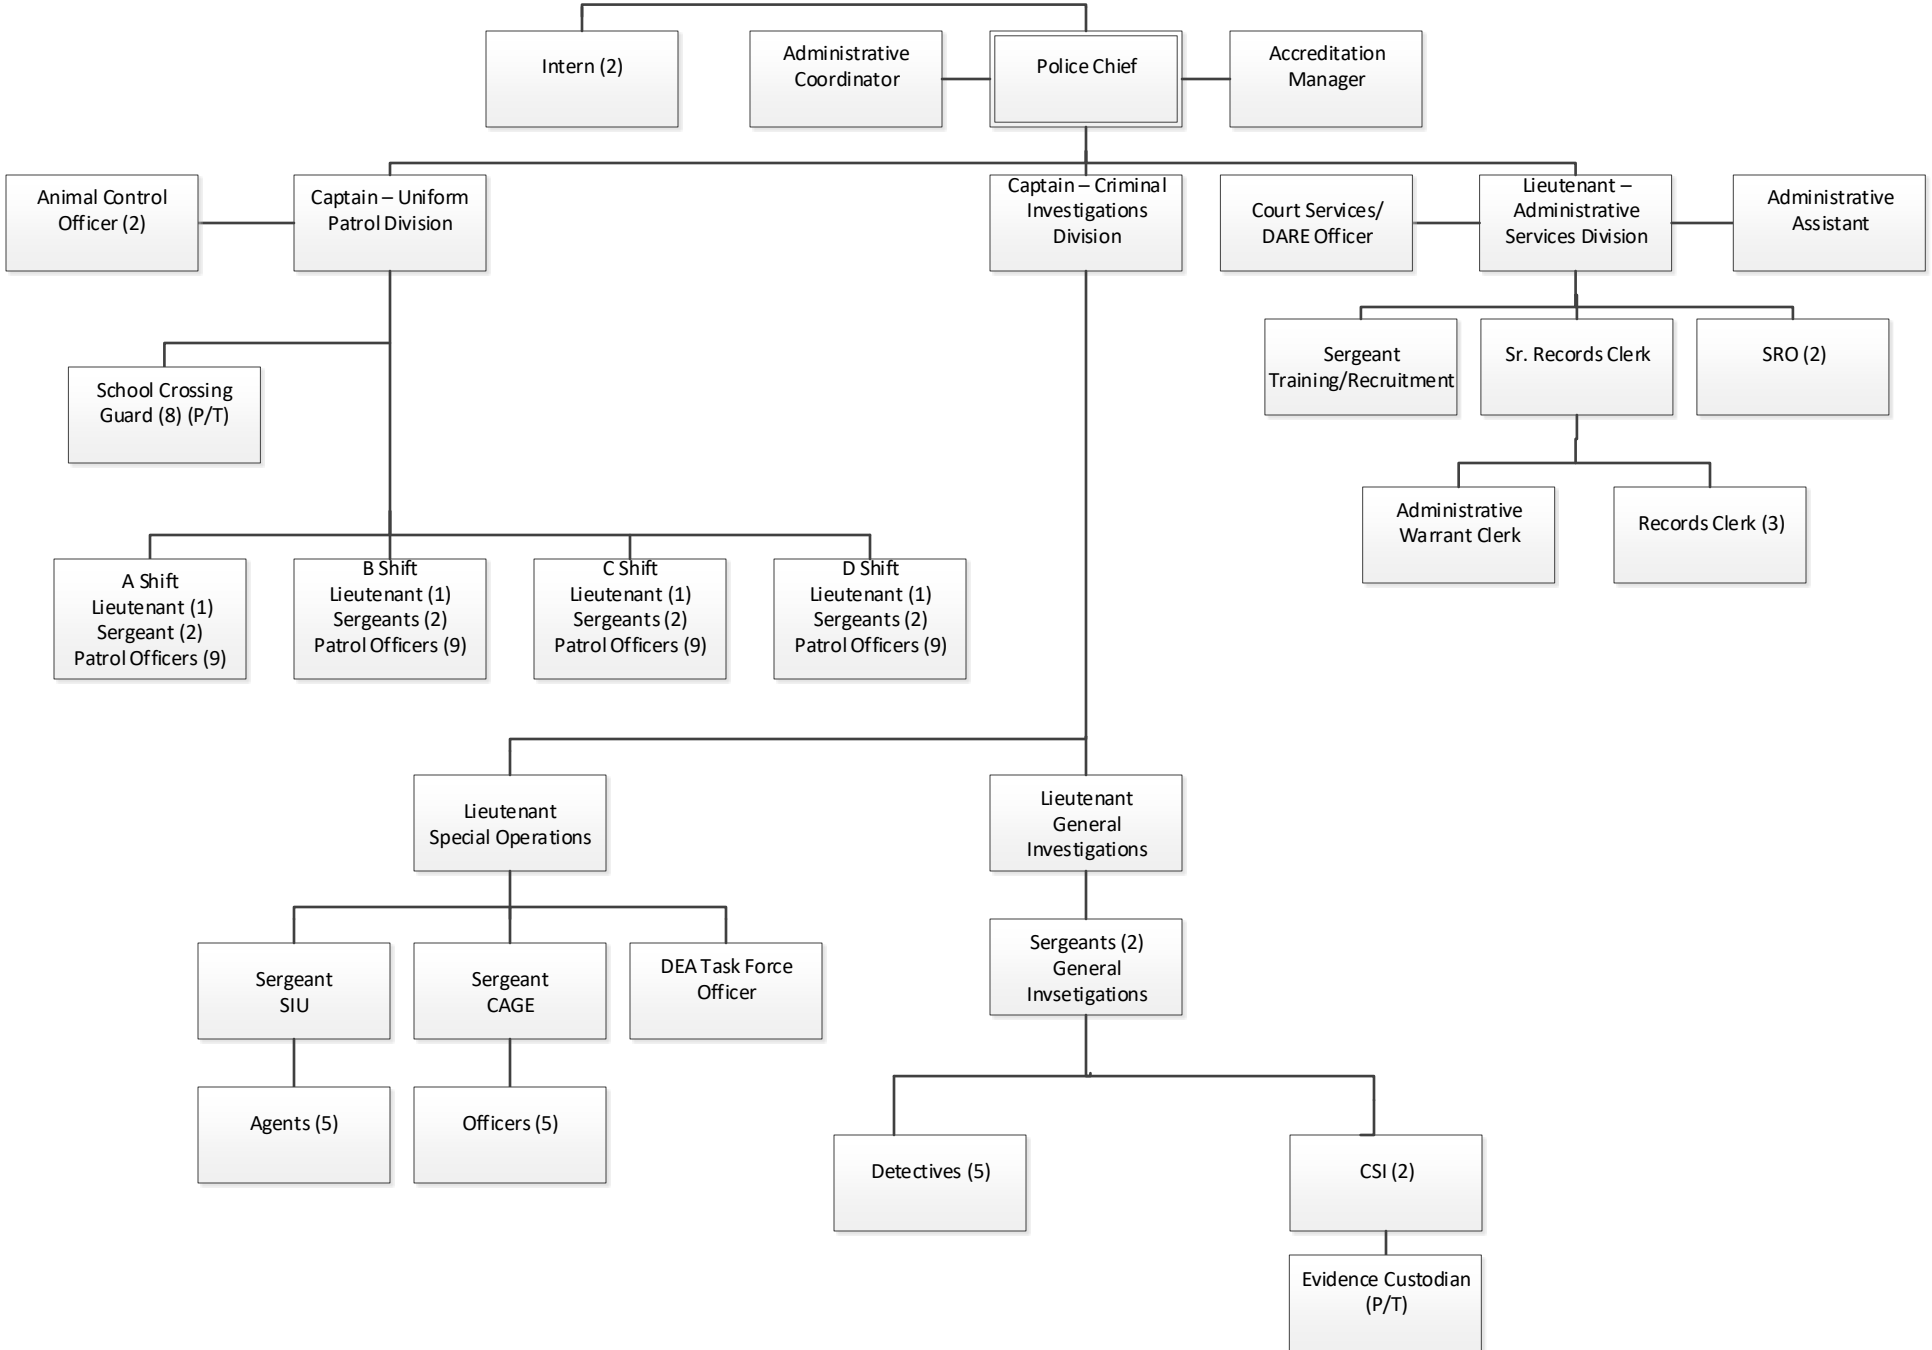 Intern (2)
Administrative
Coordinator
Police Chief
Accreditation
Manager
Animal Control
Officer (2)
Captain – Uniform
Patrol Division
Captain – Criminal
Investigations
Division
Court Services/
DARE Officer
Lieutenant –
Administrative
Services Division
Administrative
Assistant
School Crossing
Guard (8) (P/T)
Sergeant
Training/Recruitment
Sr. Records Clerk
SRO (2)
Administrative
Warrant Clerk
Records Clerk (3)
A Shift
Lieutenant (1)
Sergeant (2)
Patrol Officers (9)
B Shift
Lieutenant (1)
Sergeants (2)
Patrol Officers (9)
C Shift
Lieutenant (1)
Sergeants (2)
Patrol Officers (9)
D Shift
Lieutenant (1)
Sergeants (2)
Patrol Officers (9)
Lieutenant
Special Operations
Lieutenant
General
Investigations
Sergeant
SIU
Sergeant
CAGE
DEA Task Force
Officer
Sergeants (2)
General
Invsetigations
Agents (5)
Officers (5)
Detectives (5)
CSI (2)
Evidence Custodian
(P/T)